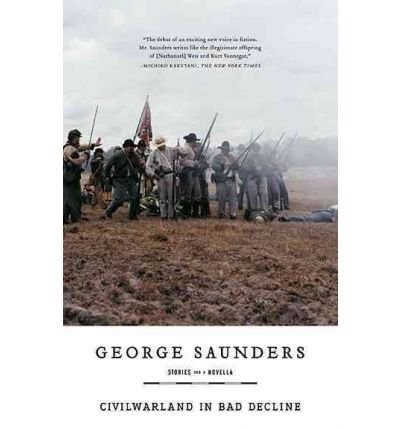 "The debut of an exciting new voice in fiction.
Mr. Saunders writes like the illegitimate offspring
of [Nathanael] West and Kurt Vonnegut."
—MICHIKO KAKUTANI, THE NEW YORK TIMES
GEORGE SAUNDERS
STORIES AND A NOVELLA
CIVILWARLAND IN BAD DECLINE